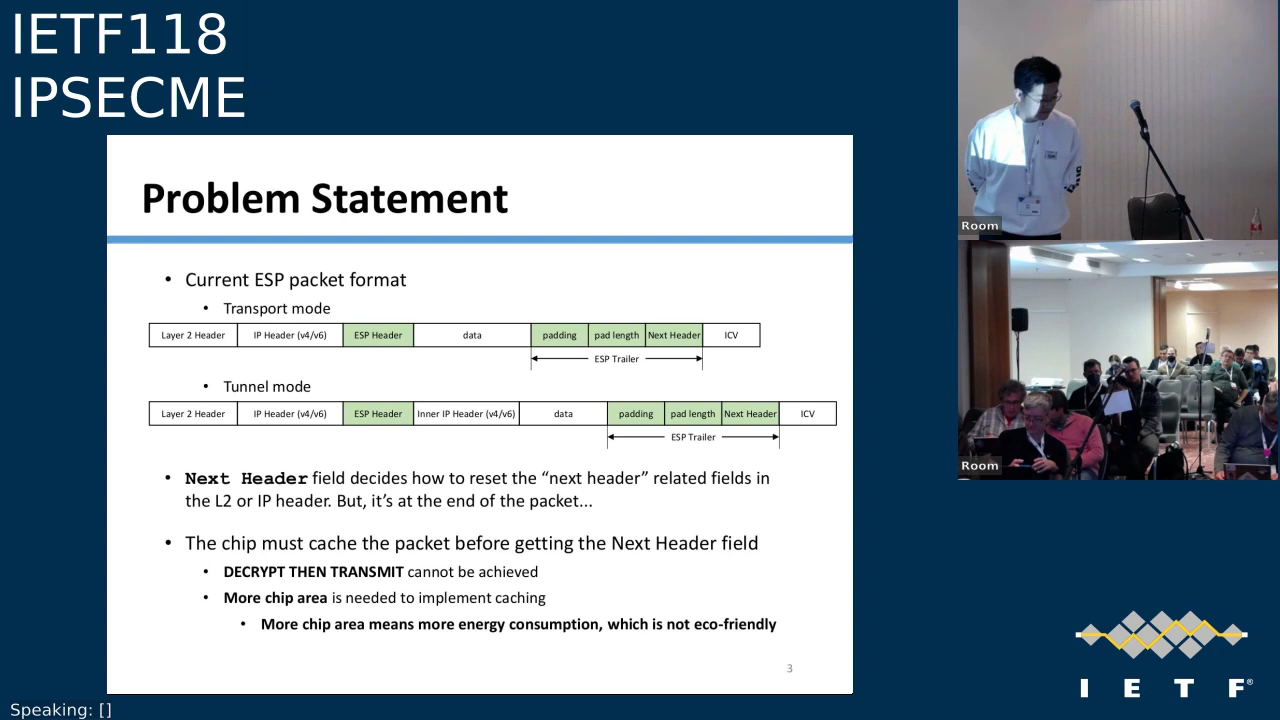 IETF118
IPSECME
Problem Statement
• Current ESP packet format
• Transport mode
Layer 2 Header IP Header (v4/v6) ESP Header data padding pad length Next Header ICV
ESP Trailer
• Tunnel mode
Layer 2 Header IP Header (v4/v6) ESP Header Inner IP Header (v4/v6) data padding pad length Next Header ICV
ESP Trailer
• Next Header field decides how to reset the “next header” related fields in
the L2 or IP header. But, it’s at the end of the packet...
• The chip must cache the packet before getting the Next Header field
• DECRYPT THEN TRANSMIT cannot be achieved
• More chip area is needed to implement caching
• More chip area means more energy consumption, which is not eco-friendly
3
Room
Room
I E T F®
Speaking: []